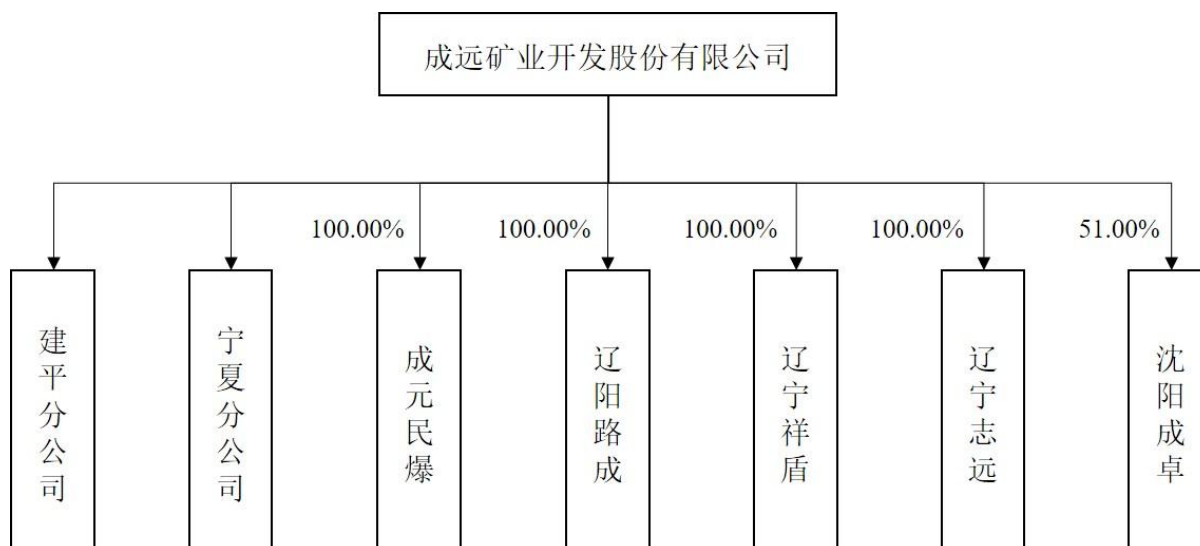 成远矿业开发股份有限公司
100.00%
100.00%
100.00%
100.00%
51.00%
建平分公司
宁夏分公司
成元民爆
辽阳路成
辽宁祥盾
辽宁志远
沈阳成卓